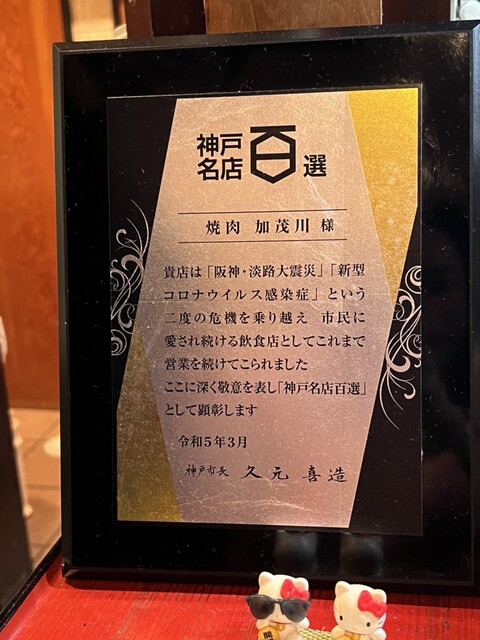 神戸
名店
百
選
焼肉 加茂川 様
貴店は「阪神・淡路大震災」「新型
コロナウイルス感染症」という
二度の危機を乗り越え 市民に
愛され続ける飲食店としてこれまで
営業を続けてこられました
ここに深く敬意を表し「神戸名店百選」
として顕彰します
令和5年3月
神戸市長 久元 喜造
開